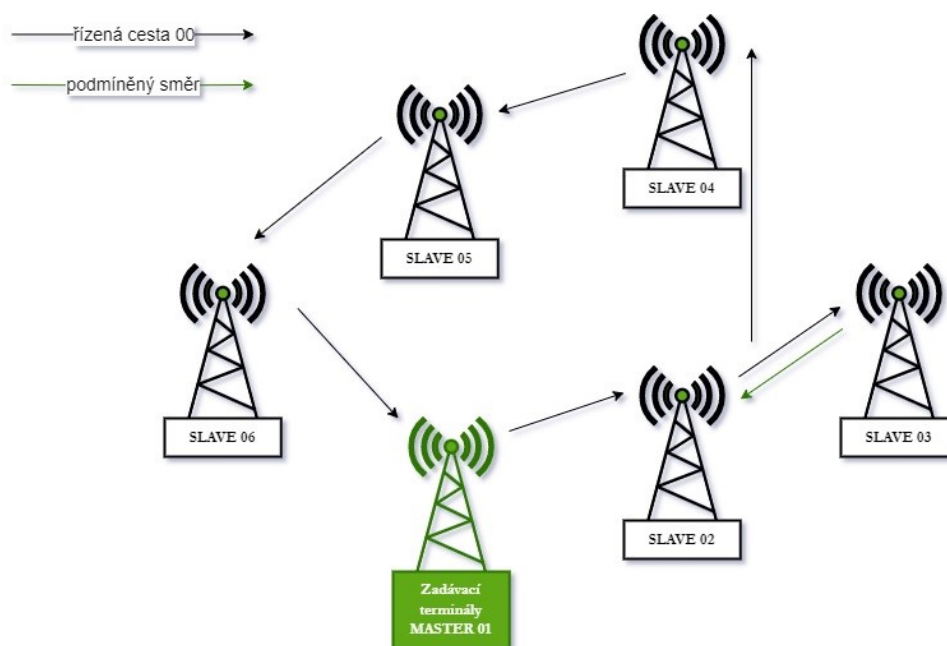 řízená cesta 00
podmíněný směr
SLAVE 04
SLAVE 05
SLAVE 06
SLAVE 03
SLAVE 02
Zadávací
terminály
MASTER 01